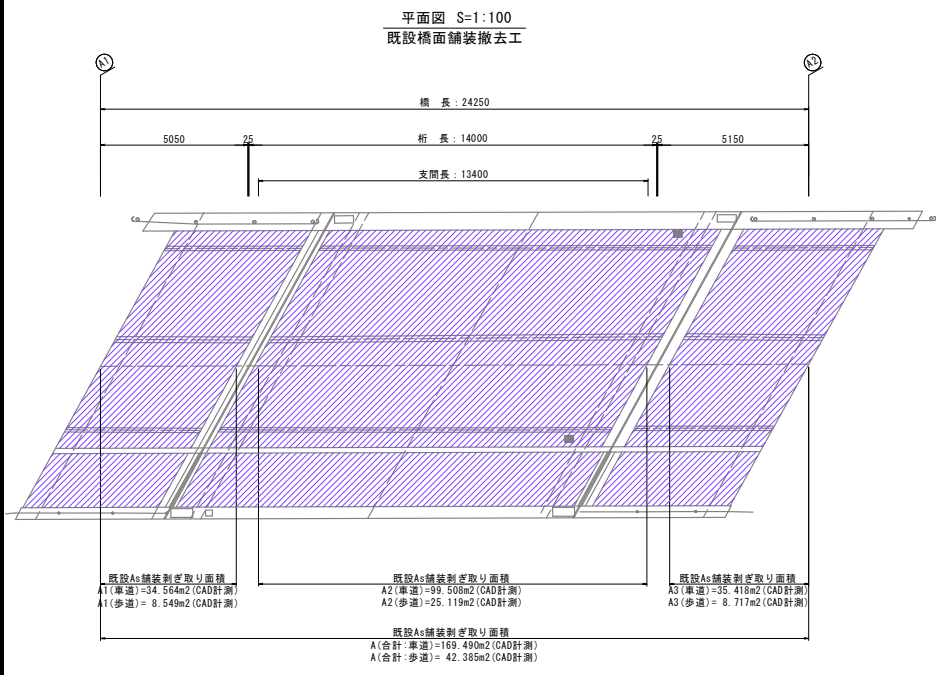 平面図 S=1:100
既設橋面舗装撤去工
A1
A2
橋 長 : 24250
5050
25
桁 長 : 14000
25
5150
支間長 : 13400
既設As舗装剥ぎ取り面積
A1(車道)=34.564m2(CAD計測)
A1(歩道)= 8.549m2(CAD計測)
既設As舗装剥ぎ取り面積
A2(車道)=99.508m2(CAD計測)
A2(歩道)=25.119m2(CAD計測)
既設As舗装剥ぎ取り面積
A3(車道)=35.418m2(CAD計測)
A3(歩道)= 8.717m2(CAD計測)
既設As舗装剥ぎ取り面積
A(合計:車道)=169.490m2(CAD計測)
A(合計:歩道)= 42.385m2(CAD計測)